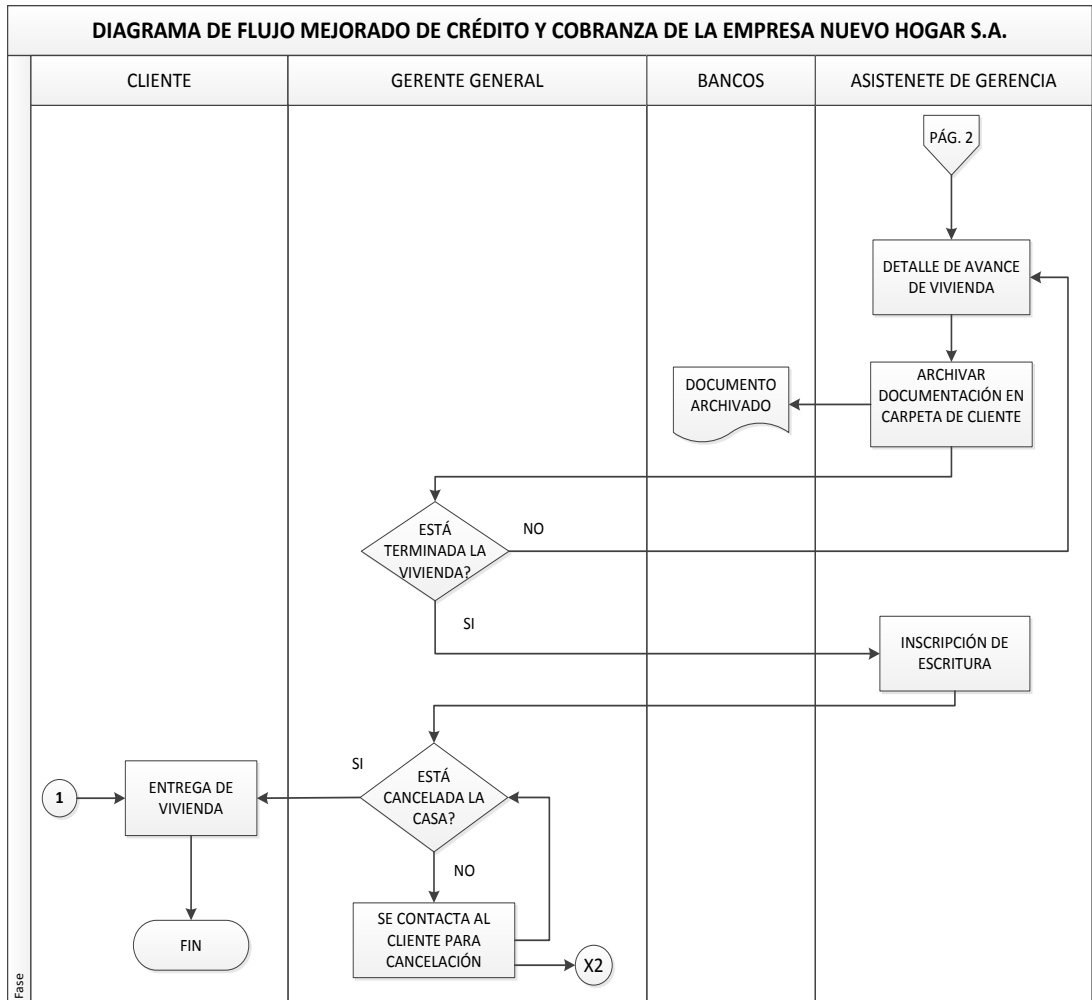 DIAGRAMA DE FLUJO MEJORADO DE CRÉDITO Y COBRANZA DE LA EMPRESA NUEVO HOGAR S.A.
CLIENTE
GERENTE GENERAL
BANCOS
ASISTENETE DE GERENCIA
PÁG. 2
DETALLE DE AVANCE
DE VIVIENDA
ARCHIVAR
DOCUMENTACIÓN EN
CARPETA DE CLIENTE
DOCUMENTO
ARCHIVADO
ESTÁ
TERMINADA LA
VIVIENDA?
NO
SI
INSCRIPCIÓN DE
ESCRITURA
ESTÁ
CANCELADA LA
CASA?
SI
ENTREGA DE
VIVIENDA
1
NO
SE CONTACTA AL
CLIENTE PARA
CANCELACIÓN
X2
FIN
Fase